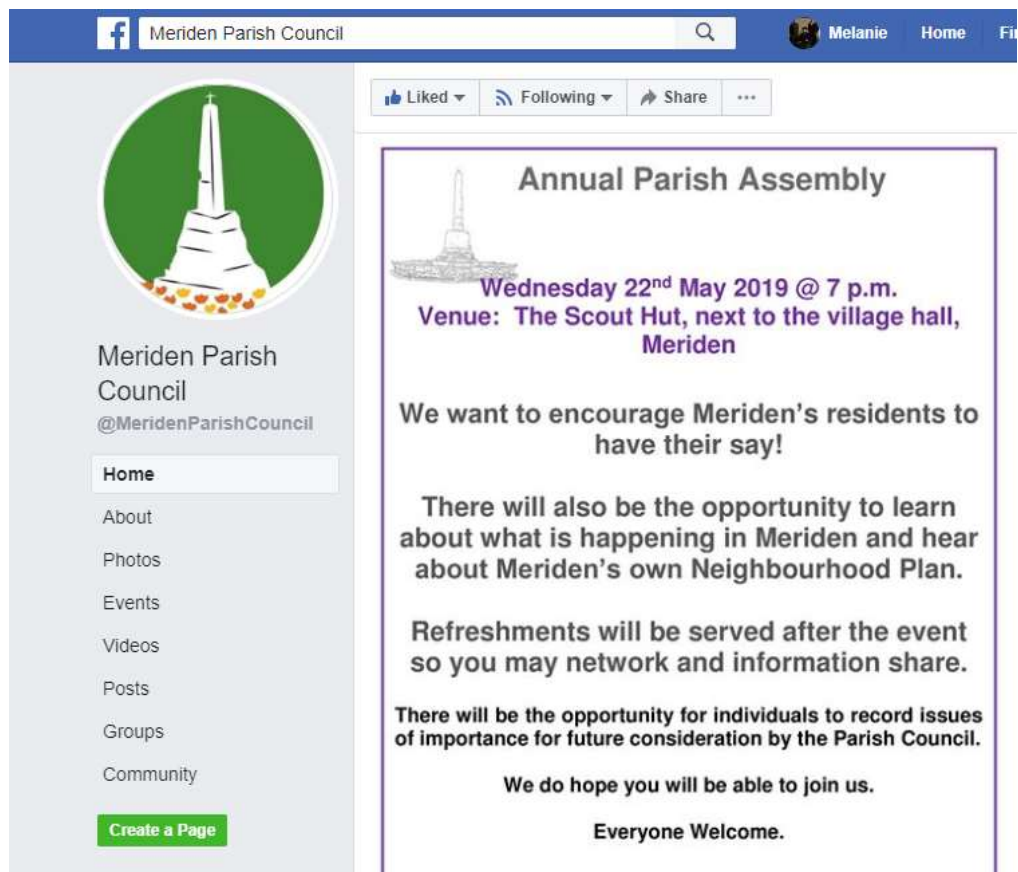 Meriden Parish Council
Melanie
Home
Liked
Following
Share
Meriden Parish
Council
@MeridenParishCouncil
Home
About
Photos
Events
Videos
Posts
Groups
Community
Create a Page
Annual Parish Assembly
Wednesday 22nd May 2019 @ 7 p.m.
Venue: The Scout Hut, next to the village hall,
Meriden
We want to encourage Meriden's residents to
have their say!
There will also be the opportunity to learn
about what is happening in Meriden and hear
about Meriden's own Neighbourhood Plan.
Refreshments will be served after the event
so you may network and information share.
There will be the opportunity for individuals to record issues
of importance for future consideration by the Parish Council.
We do hope you will be able to join us.
Everyone Welcome.